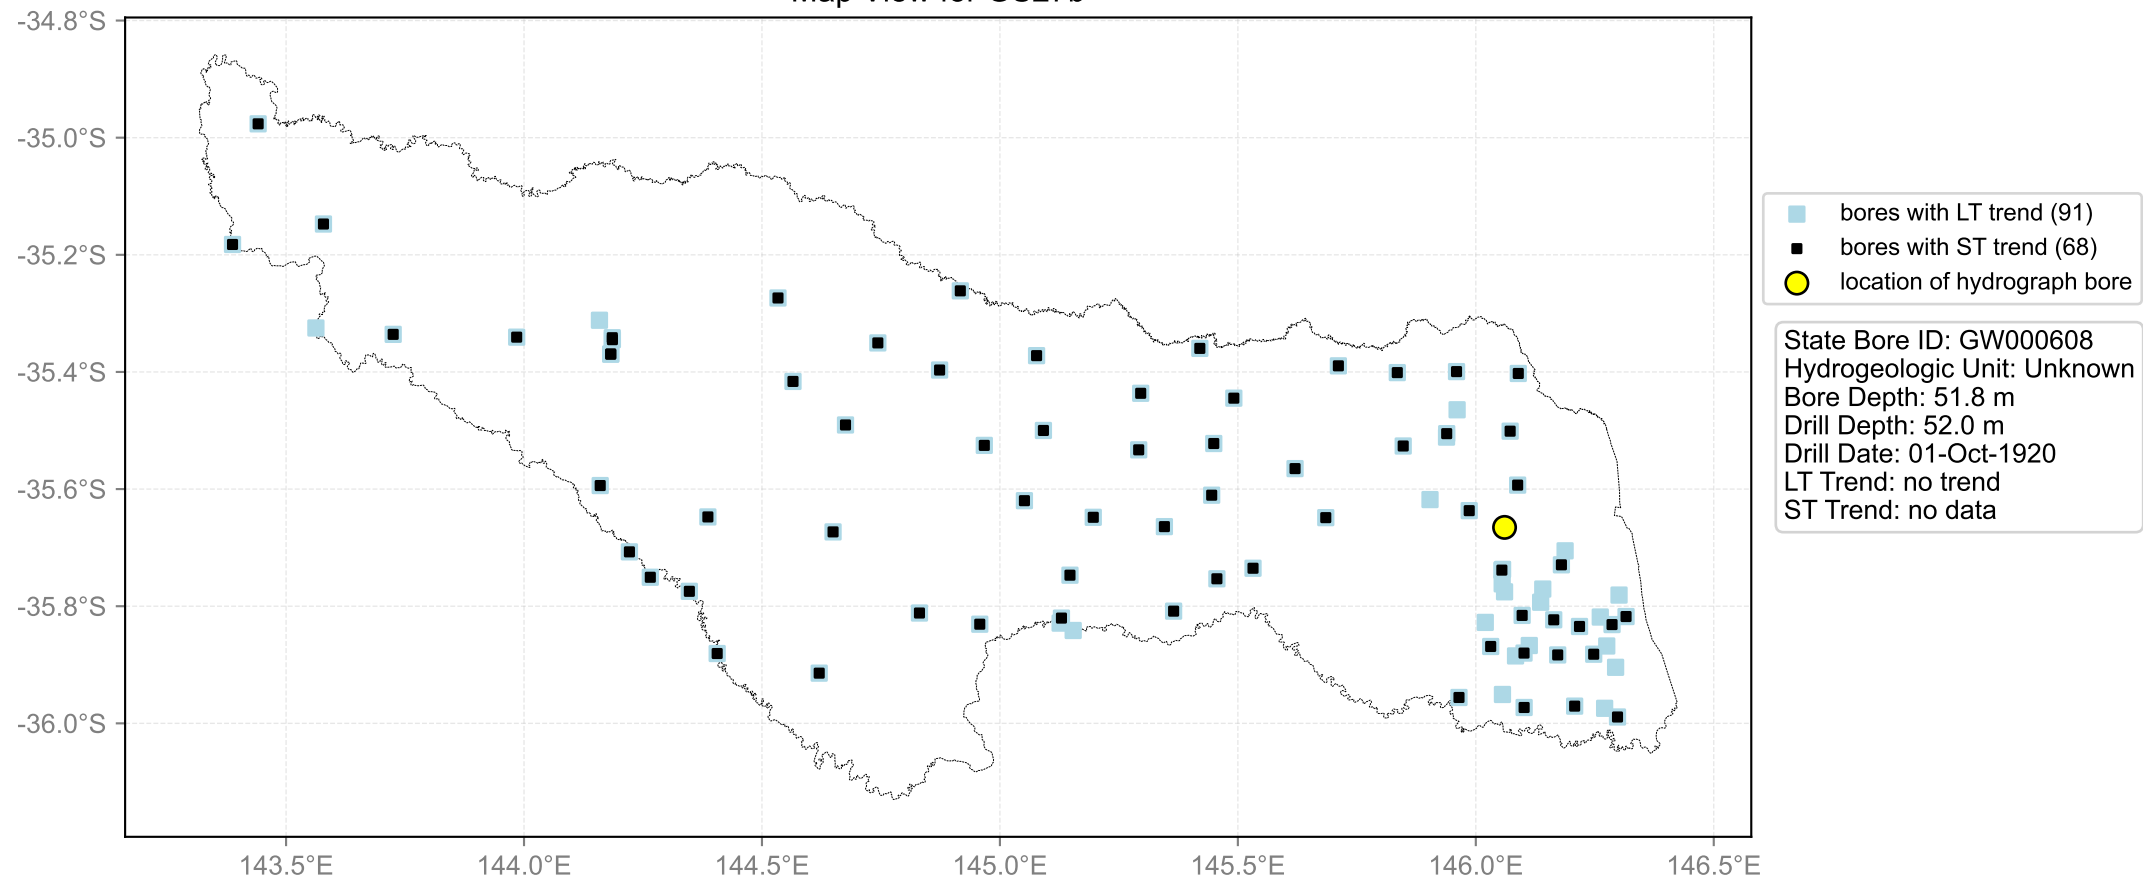 -34.8°S
-35.0°S
-35.2°S
-35.4°S
-35.6°S
-35.8°S
-36.0°S
143.5°E
144.0°E
144.5°E
145.0°E
145.5°E
146.0°E
146.5°E
bores with LT trend (91)
bores with ST trend (68)
location of hydrograph bore
State Bore ID: GW000608
Hydrogeologic Unit: Unknown
Bore Depth: 51.8 m
Drill Depth: 52.0 m
Drill Date: 01-Oct-1920
LT Trend: no trend
ST Trend: no data